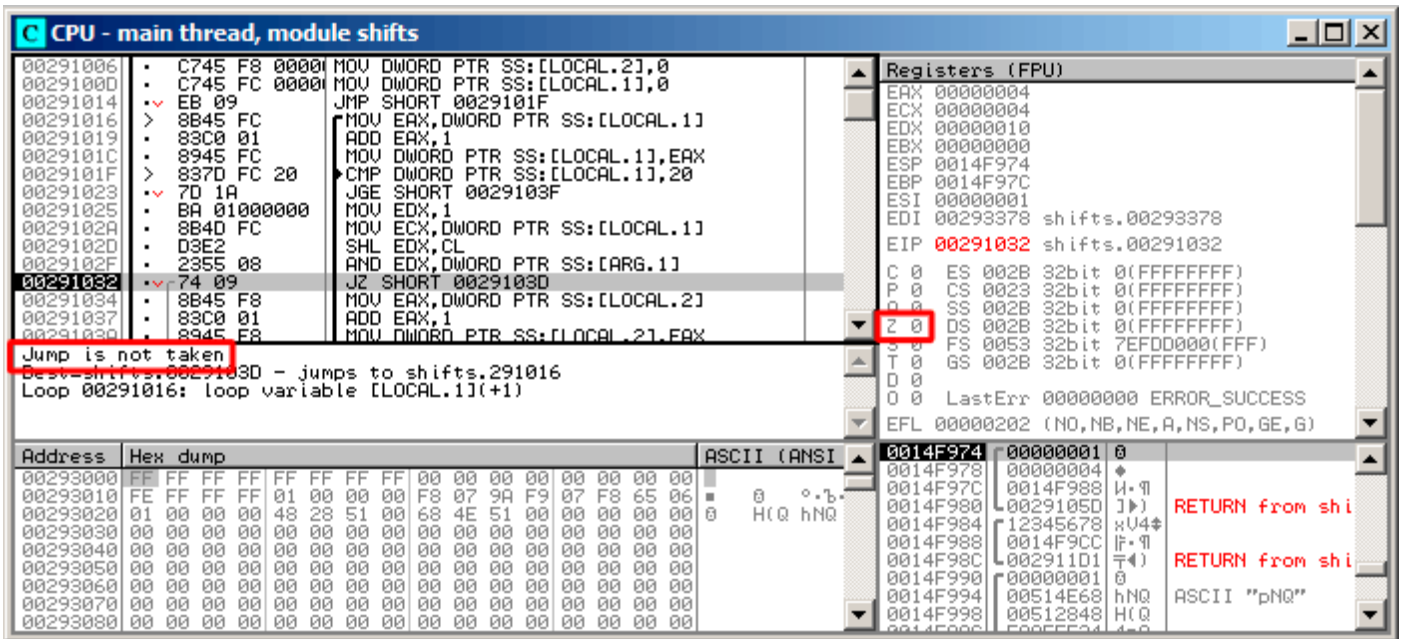 C CPU - main thread, module shifts
00291006 · C745 F8 0000 MOV DWORD PTR SS:[LOCAL.2],0
0029100D · C745 FC 0000 MOV DWORD PTR SS:[LOCAL.1],0
00291014 · EB 09 JMP SHORT 0029101F
00291016 > 8B45 FC MOV EAX,DWORD PTR SS:[LOCAL.1]
00291019 · 83C0 01 ADD EAX,1
0029101C · 8945 FC MOV DWORD PTR SS:[LOCAL.1],EAX
0029101F > 837D FC 20 CMP DWORD PTR SS:[LOCAL.1],20
00291023 · 7D 1A JGE SHORT 0029103F
00291025 · BA 01000000 MOV EDX,1
0029102A · 8B4D FC MOV ECX,DWORD PTR SS:[LOCAL.1]
0029102D · D3E2 SHL EDX,CL
0029102F · 2355 08 AND EDX,DWORD PTR SS:[ARG.1]
00291032 · 74 09 JZ SHORT 0029103D
00291034 · 8B45 F8 MOV EAX,DWORD PTR SS:[LOCAL.2]
00291037 · 83C0 01 ADD EAX,1
0029103A · 8945 F8 MOV DWORD PTR SS:[LOCAL.2],EAX
Jump is not taken
Dest=shifts.0029103D - jumps to shifts.291016
Loop 00291016: loop variable [LOCAL.1](+1)
Registers (FPU)
EAX 00000004
ECX 00000004
EDX 00000010
EBX 00000000
ESP 0014F974
EBP 0014F97C
ESI 00000001
EDI 00293378 shifts.00293378
EIP 00291032 shifts.00291032
C 0 ES 002B 32bit 0(FFFFFFFF)
P 0 CS 0023 32bit 0(FFFFFFFF)
A 0 SS 002B 32bit 0(FFFFFFFF)
Z 0 DS 002B 32bit 0(FFFFFFFF)
S 0 FS 0053 32bit 7EFDD000(FFF)
T 0 GS 002B 32bit 0(FFFFFFFF)
D 0
O 0 LastErr 00000000 ERROR_SUCCESS
EFL 00000202 (NO,NB,NE,A,NS,PO,GE,G)
Address Hex dump ASCII (ANSI
00293000 FF FF FF FF FF FF FF FF 00 00 00 00 00 00 00 00
00293010 FE FF FF FF 01 00 00 00 F8 07 9A F9 07 F8 65 06
00293020 01 00 00 00 48 28 51 00 68 4E 51 00 00 00 00 00 H(Q hNQ
00293030 00 00 00 00 00 00 00 00 00 00 00 00 00 00 00 00
00293040 00 00 00 00 00 00 00 00 00 00 00 00 00 00 00 00
00293050 00 00 00 00 00 00 00 00 00 00 00 00 00 00 00 00
00293060 00 00 00 00 00 00 00 00 00 00 00 00 00 00 00 00
00293070 00 00 00 00 00 00 00 00 00 00 00 00 00 00 00 00
00293080 00 00 00 00 00 00 00 00 00 00 00 00 00 00 00 00
0014F974 00000001
0014F978 00000004 ♦
0014F97C 0014F988 И·¶
0014F980 0029105D ]►) RETURN from shi
0014F984 12345678 xV4↕
0014F988 0014F9CC ╠·¶
0014F98C 002911D1 ╤◄) RETURN from shi
0014F990 00000001
0014F994 00514E68 hNQ ASCII "pNQ"
0014F998 00512848 H(Q